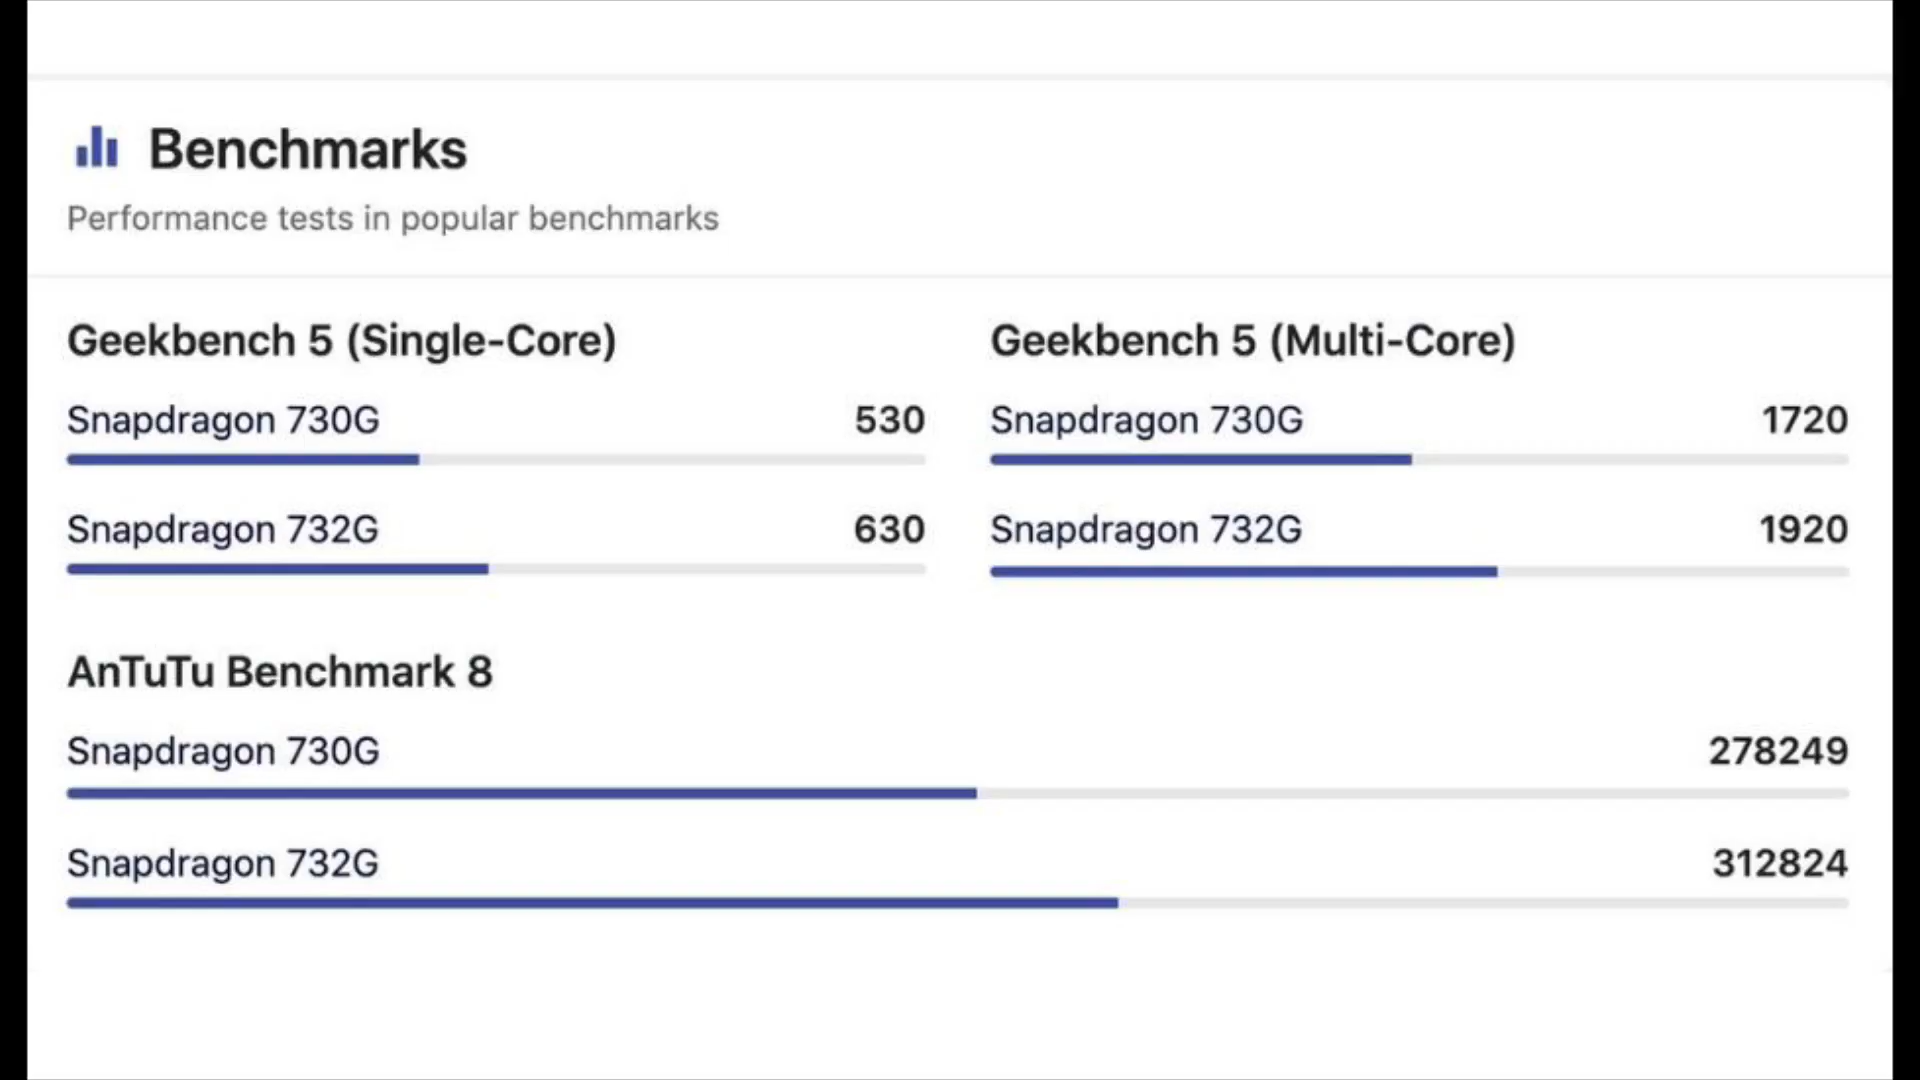 Benchmarks
Performance tests in popular benchmarks
Geekbench 5 (Single-Core)
Snapdragon 730G 530
Snapdragon 732G 630
Geekbench 5 (Multi-Core)
Snapdragon 730G 1720
Snapdragon 732G 1920
AnTuTu Benchmark 8
Snapdragon 730G 278249
Snapdragon 732G 312824